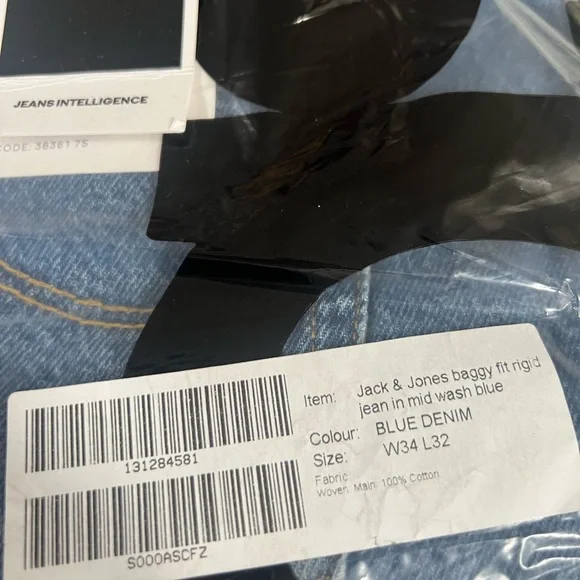 JEANS INTELLIGENCE
CODE: 36361 75
Item: Jack & Jones baggy fit rigid
jean in mid wash blue
Colour: BLUE DENIM
Size: W34 L32
Fabric
Woven Main: 100% Cotton
131284581
S000ASCFZ